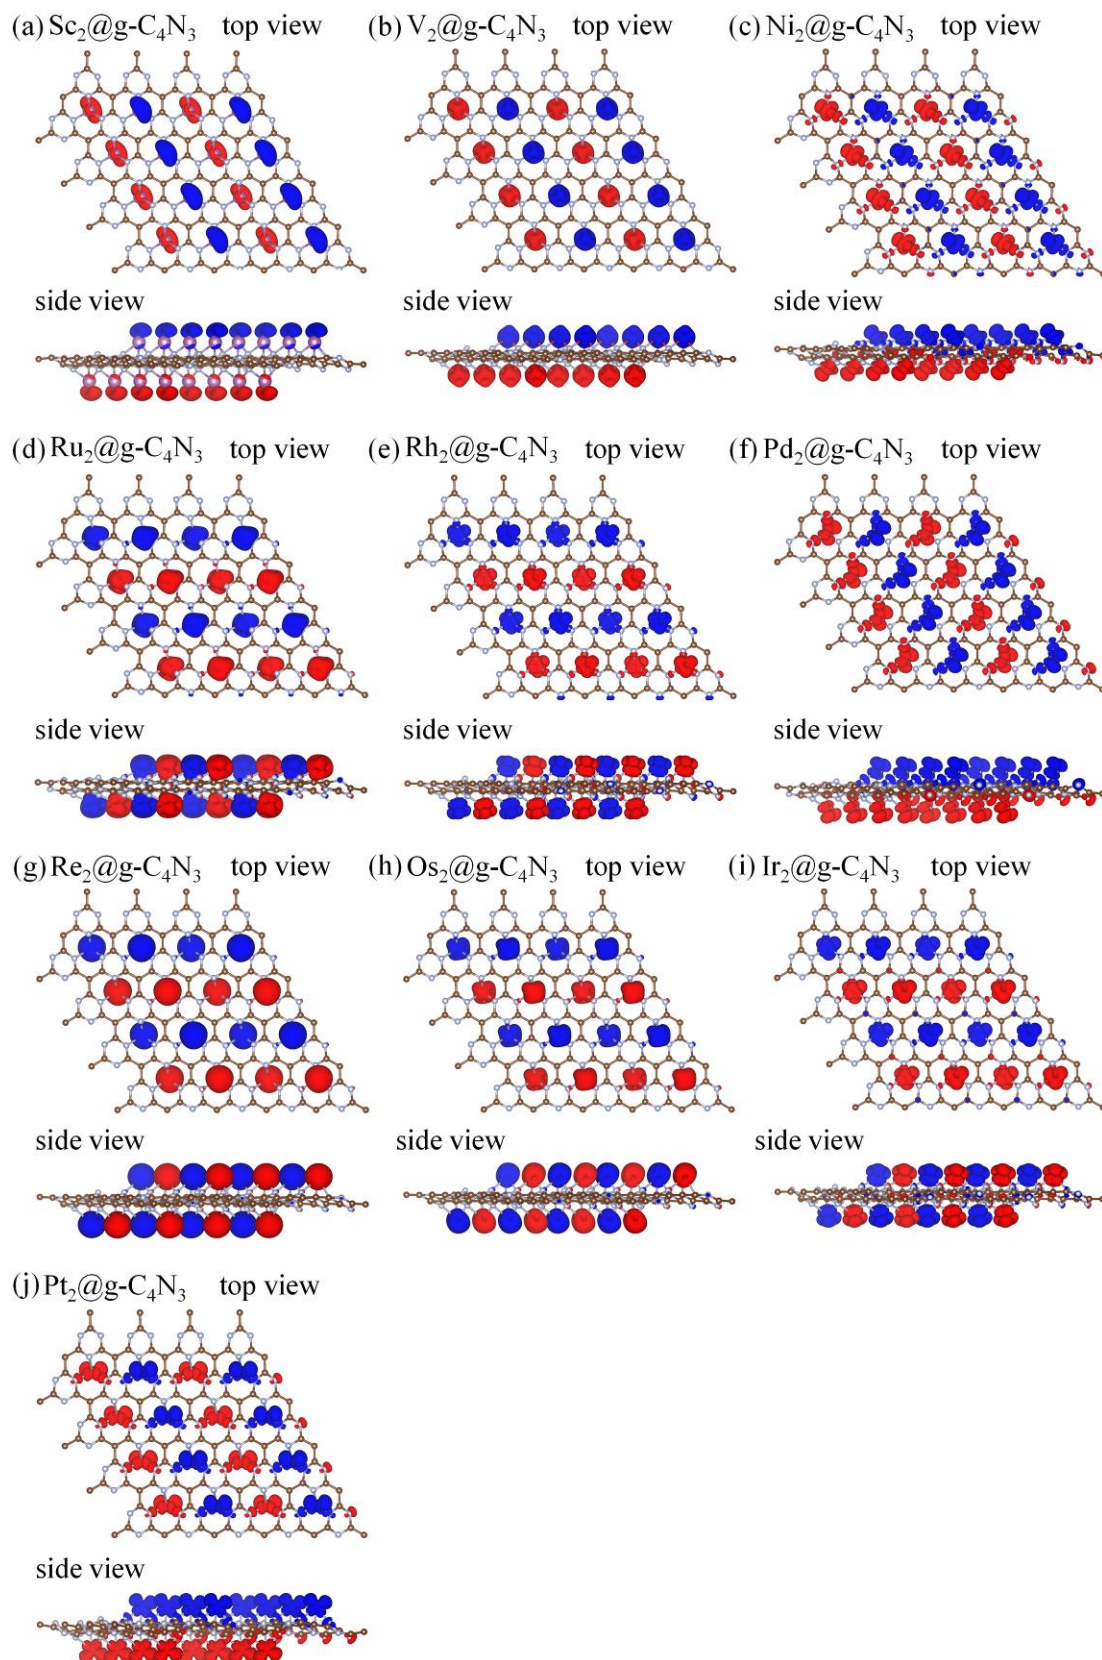 (a) Sc₂@g-C₄N₃ top view
(b) V₂@g-C₄N₃ top view
(c) Ni₂@g-C₄N₃ top view
side view
side view
side view
(d) Ru₂@g-C₄N₃ top view
(e) Rh₂@g-C₄N₃ top view
(f) Pd₂@g-C₄N₃ top view
side view
side view
side view
(g) Re₂@g-C₄N₃ top view
(h) Os₂@g-C₄N₃ top view
(i) Ir₂@g-C₄N₃ top view
side view
side view
side view
(j) Pt₂@g-C₄N₃ top view
side view